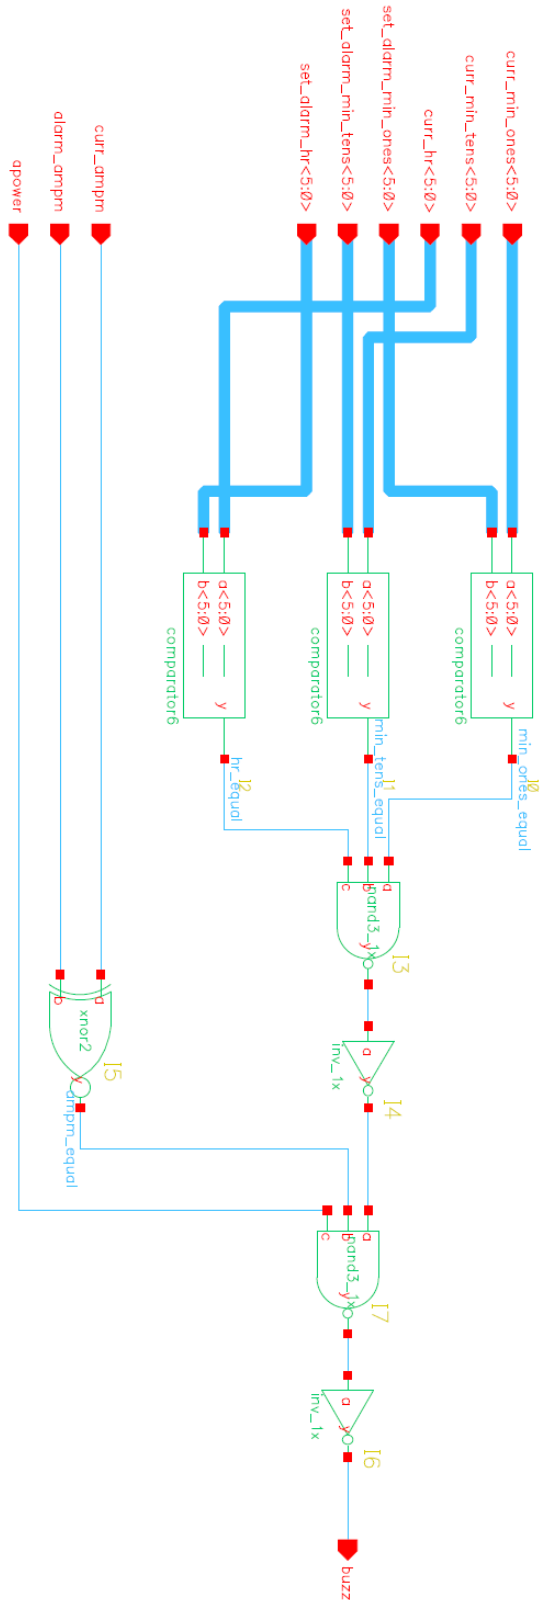 curr_min_ones<5:0>
curr_min_tens<5:0>
curr_hr<5:0>
set_alarm_min_ones<5:0>
set_alarm_min_tens<5:0>
set_alarm_hr<5:0>
curr_ampm
alarm_ampm
apower
a<5:0>
b<5:0>
y
comparator6
I0
min_ones_equal
a<5:0>
b<5:0>
y
comparator6
I1
min_tens_equal
a<5:0>
b<5:0>
y
comparator6
I2
hr_equal
a
b
c
nand3_1x
y
I3
a
y
inv_1x
I4
a
b
xnor2
y
I5
ampm_equal
a
b
c
nand3_1x
y
I7
a
y
inv_1x
I6
buzz